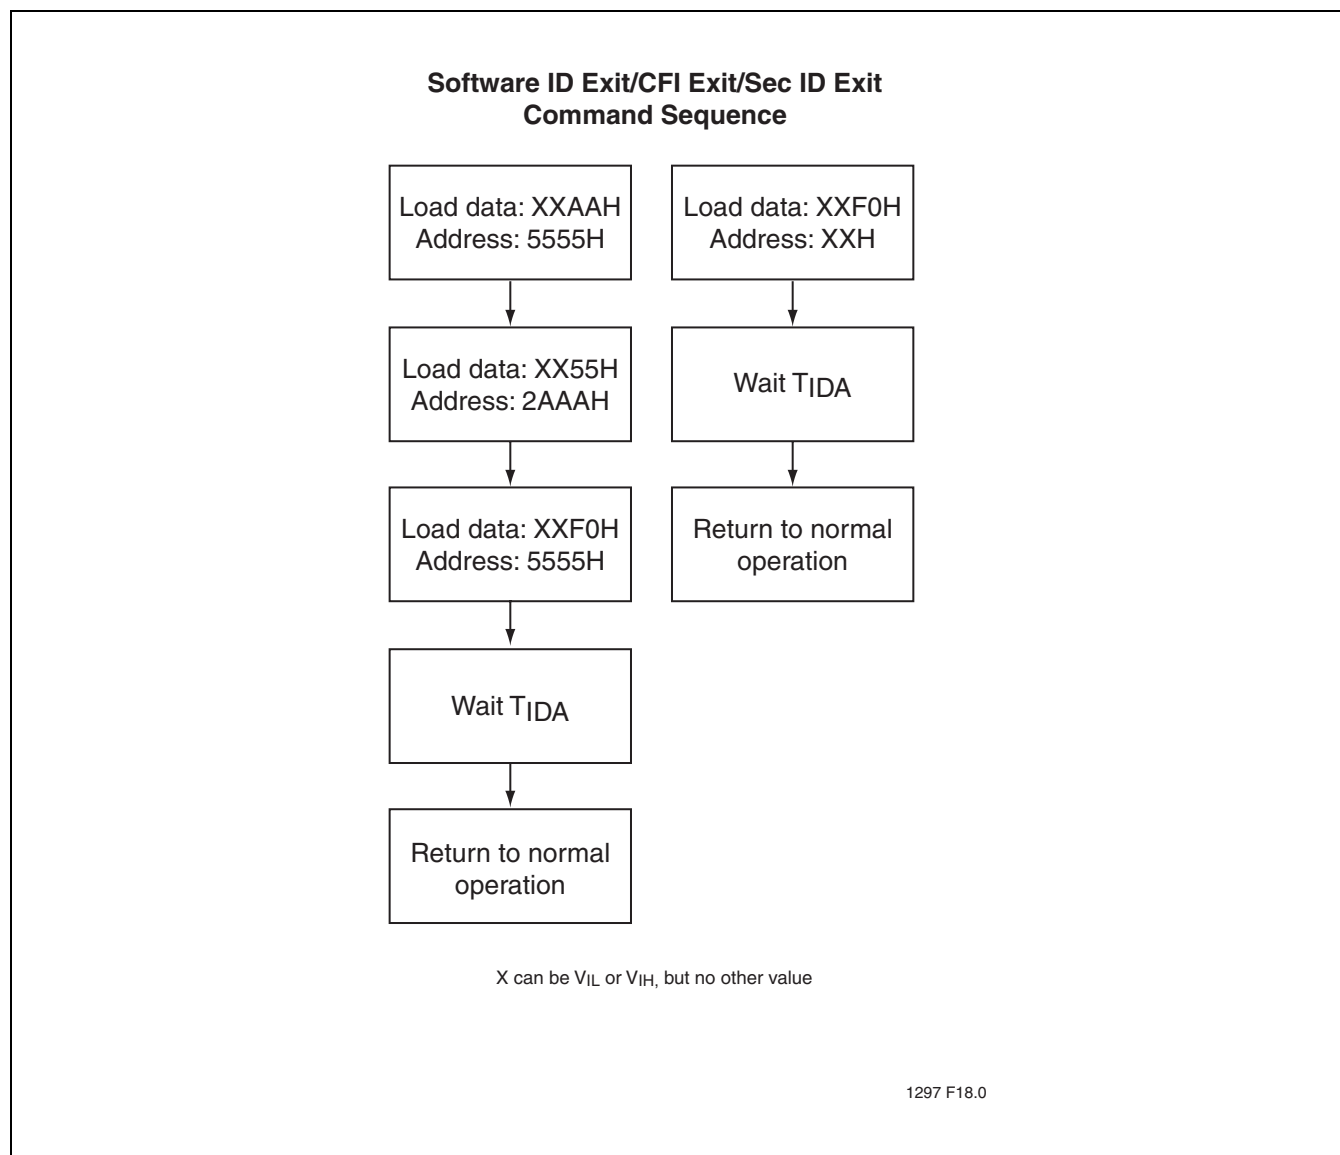 Software ID Exit/CFI Exit/Sec ID Exit
Command Sequence
Load data: XXAAH
Address: 5555H
Load data: XX55H
Address: 2AAAH
Load data: XXF0H
Address: 5555H
Wait TIDA
Return to normal
operation
Load data: XXF0H
Address: XXH
Wait TIDA
Return to normal
operation
X can be VIL or VIH, but no other value
1297 F18.0